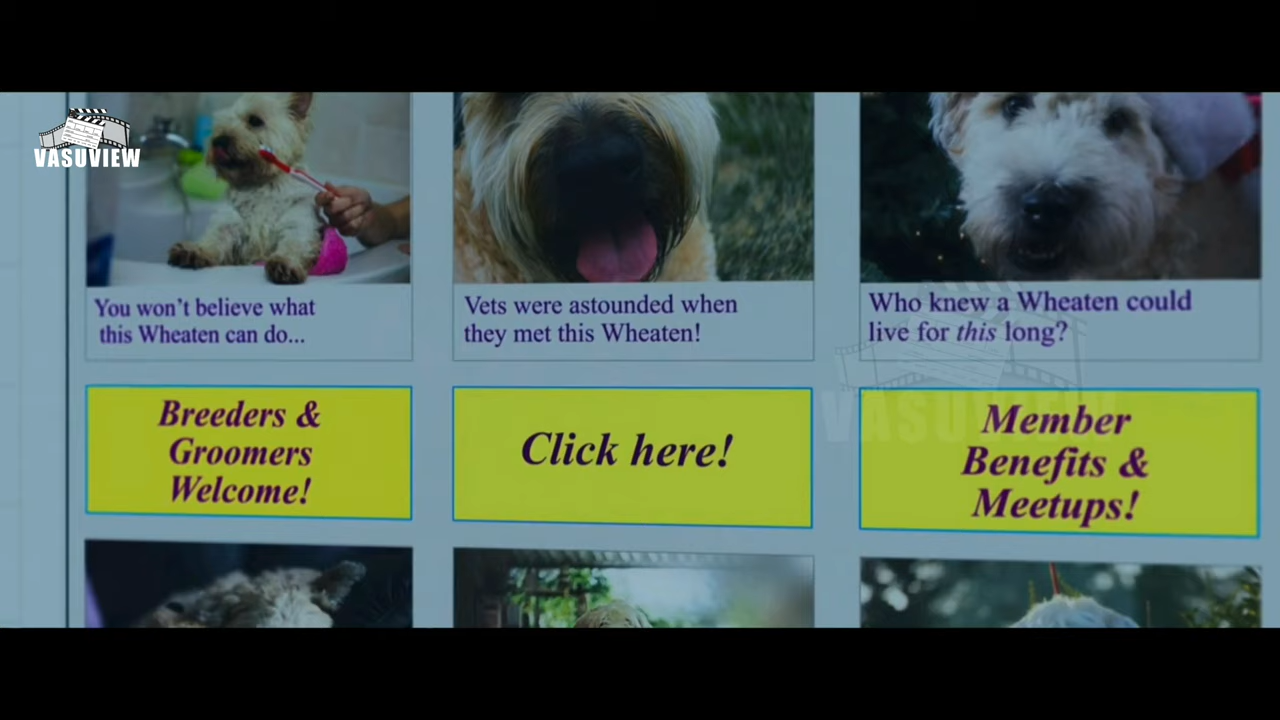 VASUVIEW
You won't believe what
this Wheaten can do...
Vets were astounded when
they met this Wheaten!
Who knew a Wheaten could
live for this long?
VASUVIEW
Breeders &
Groomers
Welcome!
Click here!
Member
Benefits &
Meetups!